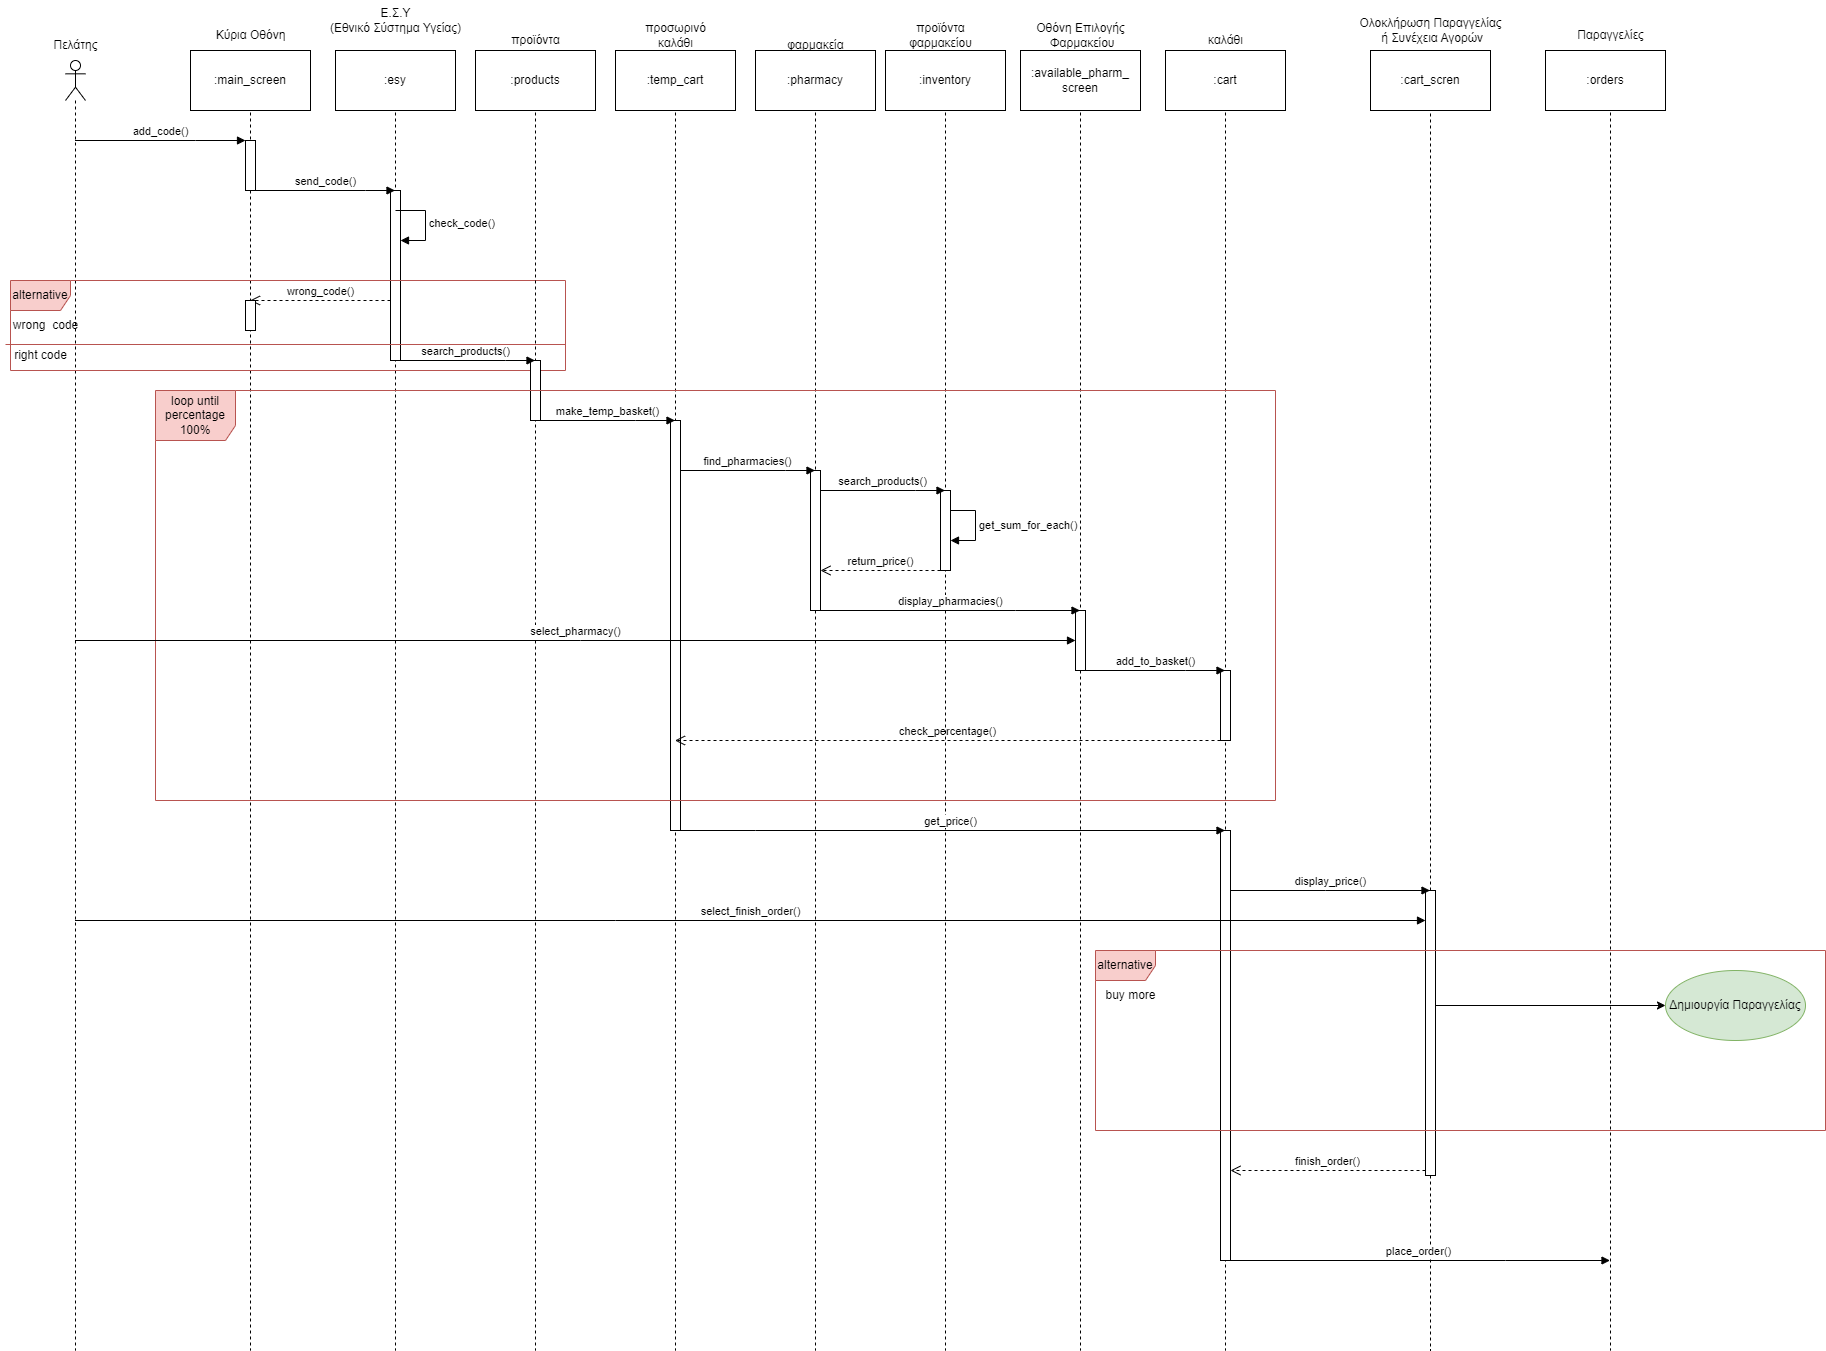 Πελάτης
Κύρια Οθόνη
Ε.Σ.Υ
(Εθνικό Σύστημα Υγείας)
προϊόντα
προσωρινό
καλάθι
φαρμακεία
προϊόντα
φαρμακείου
Οθόνη Επιλογής
Φαρμακείου
καλάθι
Ολοκλήρωση Παραγγελίας
ή Συνέχεια Αγορών
Παραγγελίες
:main_screen
:esy
:products
:temp_cart
:pharmacy
:inventory
:available_pharm_
screen
:cart
:cart_scren
:orders
add_code()
send_code()
check_code()
alternative
wrong_code()
wrong code
right code
search_products()
loop until
percentage
100%
make_temp_basket()
find_pharmacies()
search_products()
get_sum_for_each()
return_price()
display_pharmacies()
select_pharmacy()
add_to_basket()
check_percentage()
get_price()
display_price()
select_finish_order()
alternative
buy more
Δημιουργία Παραγγελίας
finish_order()
place_order()